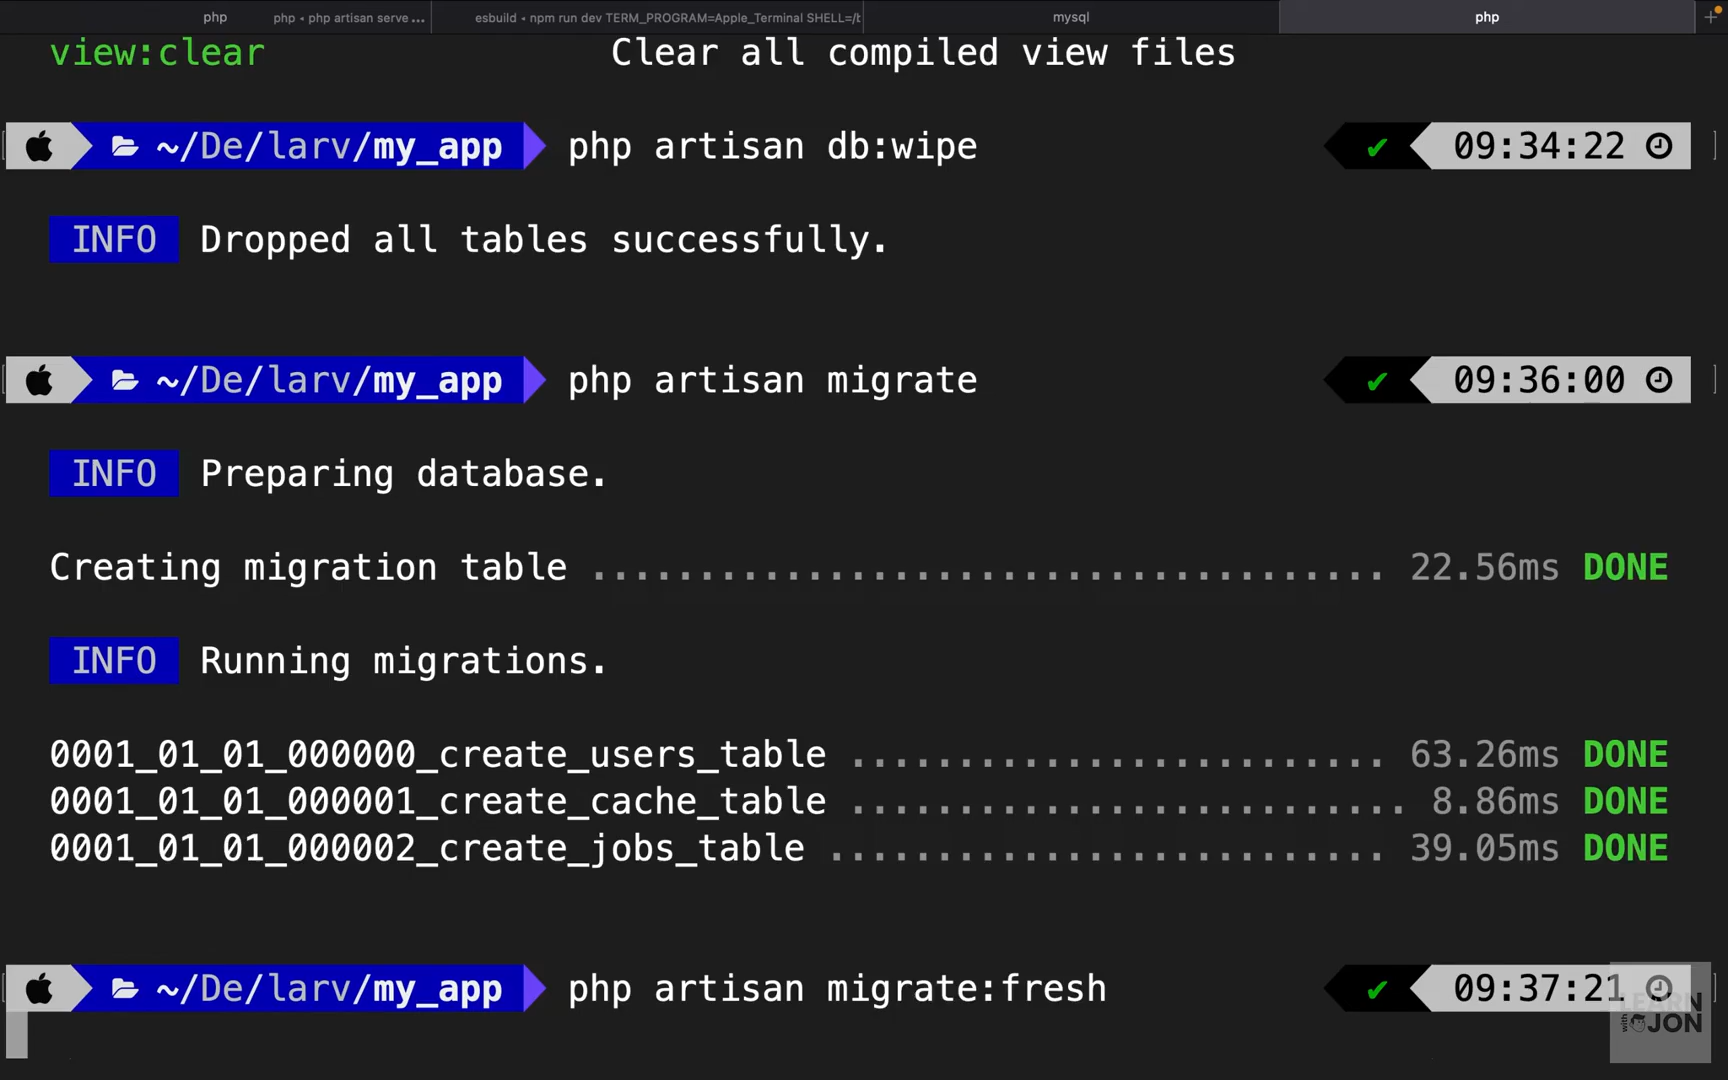 php
php ◂ php artisan serve ...
esbuild ◂ npm run dev TERM_PROGRAM=Apple_Terminal SHELL=/b
mysql
php
view:clear Clear all compiled view files
~/De/larv/my_app php artisan db:wipe ✔ 09:34:22
INFO Dropped all tables successfully.
~/De/larv/my_app php artisan migrate ✔ 09:36:00
INFO Preparing database.
Creating migration table ..................................... 22.56ms DONE
INFO Running migrations.
0001_01_01_000000_create_users_table ......................... 63.26ms DONE
0001_01_01_000001_create_cache_table .......................... 8.86ms DONE
0001_01_01_000002_create_jobs_table .......................... 39.05ms DONE
~/De/larv/my_app php artisan migrate:fresh ✔ 09:37:21
LEARN
with JON